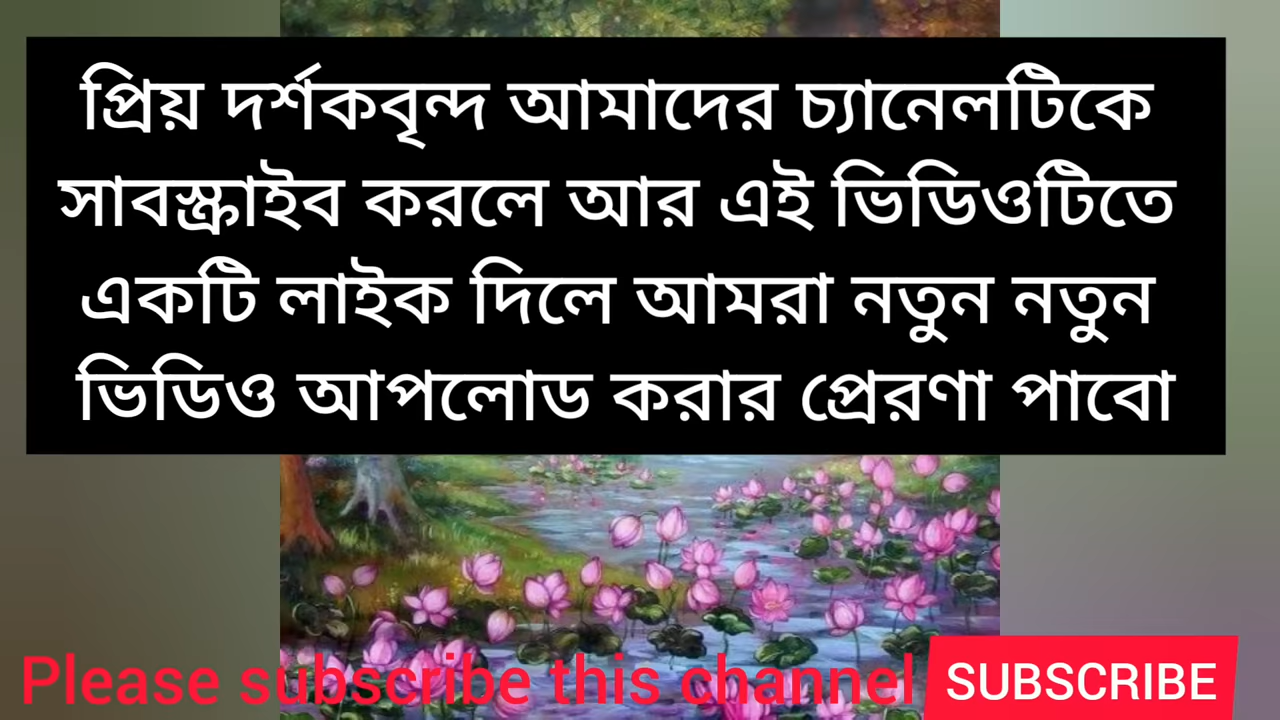 প্রিয় দর্শকবৃন্দ আমাদের চ্যানেলটিকে
সাবস্ক্রাইব করলে আর এই ভিডিওটিতে
একটি লাইক দিলে আমরা নতুন নতুন
ভিডিও আপলোড করার প্রেরণা পাবো
Please subscribe this channel SUBSCRIBE